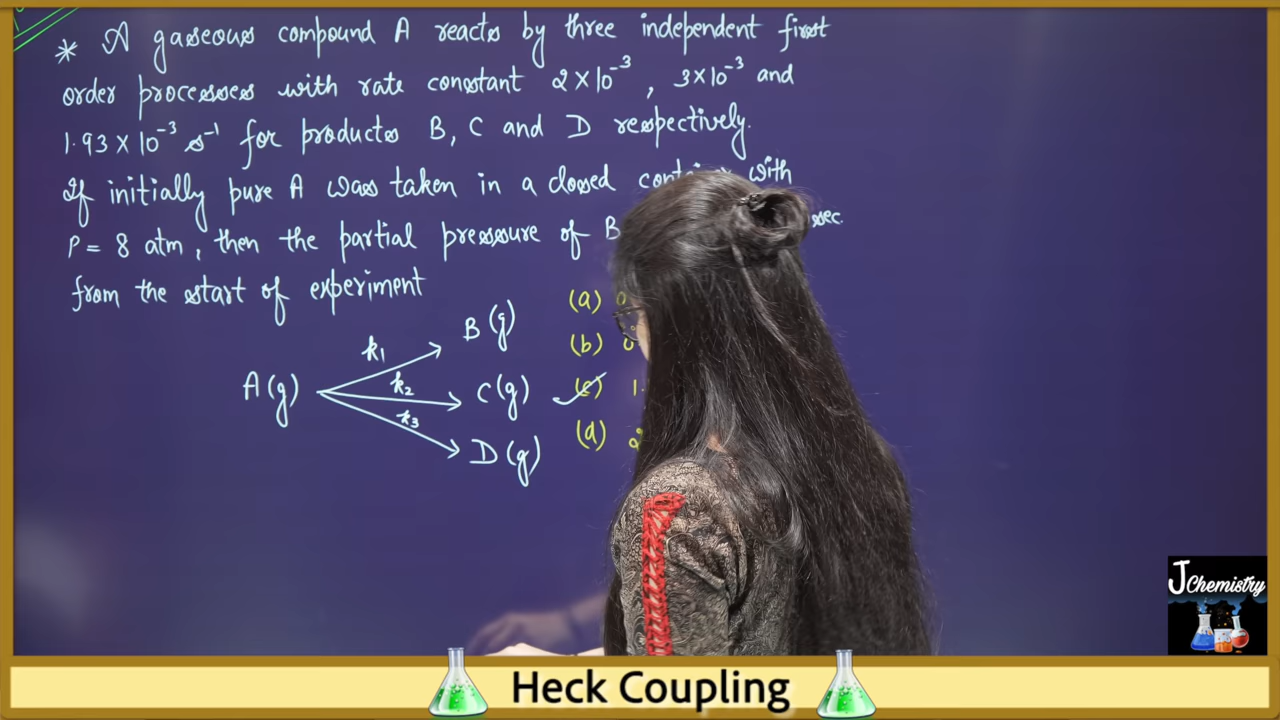 * A gaseous compound A reacts by three independent first
order processes with rate constant 2 × 10⁻³ , 3×10⁻³ and
1.93 × 10⁻³ s⁻¹ for products B, C and D respectively.
If initially pure A was taken in a closed with
P = 8 atm, then the partial pressure of B sec.
from the start of experiment
k₁ B (g) (a)
(b)
A (g) k₂ C (g) (c) 1.
k₃ (d)
D (g)
J Chemistry
Heck Coupling